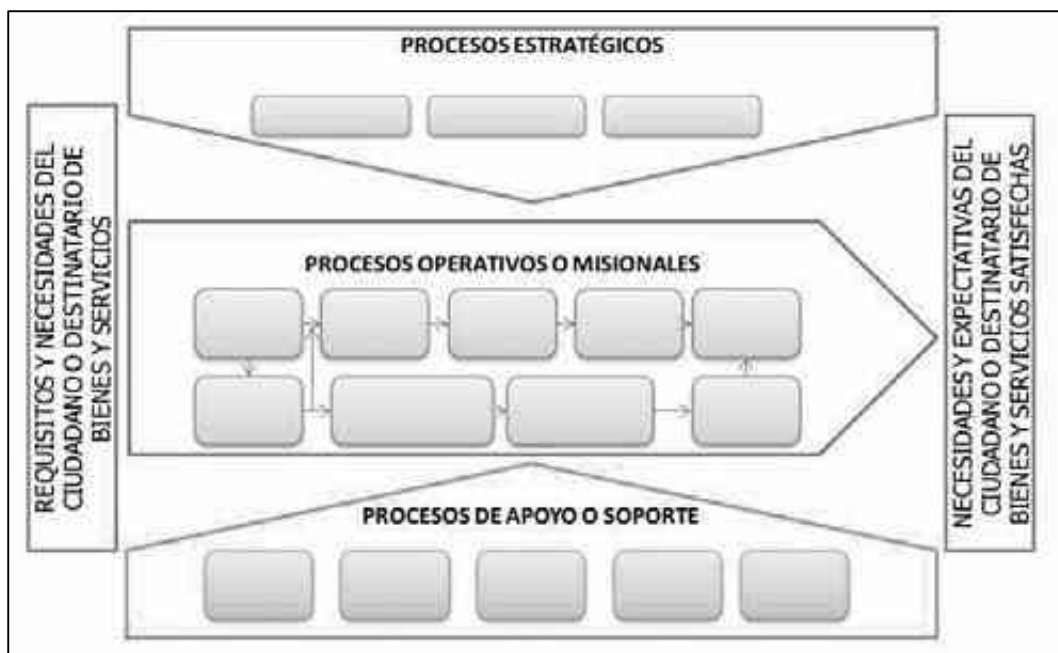 PROCESOS ESTRATÉGICOS
REQUISITOS Y NECESIDADES DEL
CIUDADANO O DESTINATARIO DE
BIENES Y SERVICIOS
PROCESOS OPERATIVOS O MISIONALES
PROCESOS DE APOYO O SOPORTE
NECESIDADES Y EXPECTATIVAS DEL
CIUDADANO O DESTINATARIO DE
BIENES Y SERVICIOS SATISFECHAS